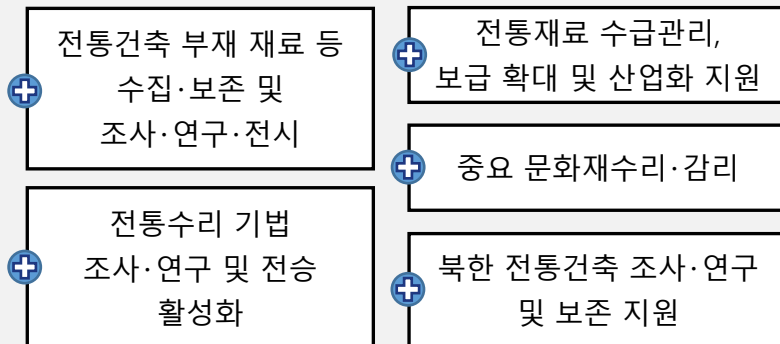 전통건축 부재 재료 등
수집·보존 및
조사·연구·전시
전통수리 기법
조사·연구 및 전승
활성화
전통재료 수급관리,
보급 확대 및 산업화 지원
중요 문화재수리·감리
북한 전통건축 조사·연구
및 보존 지원